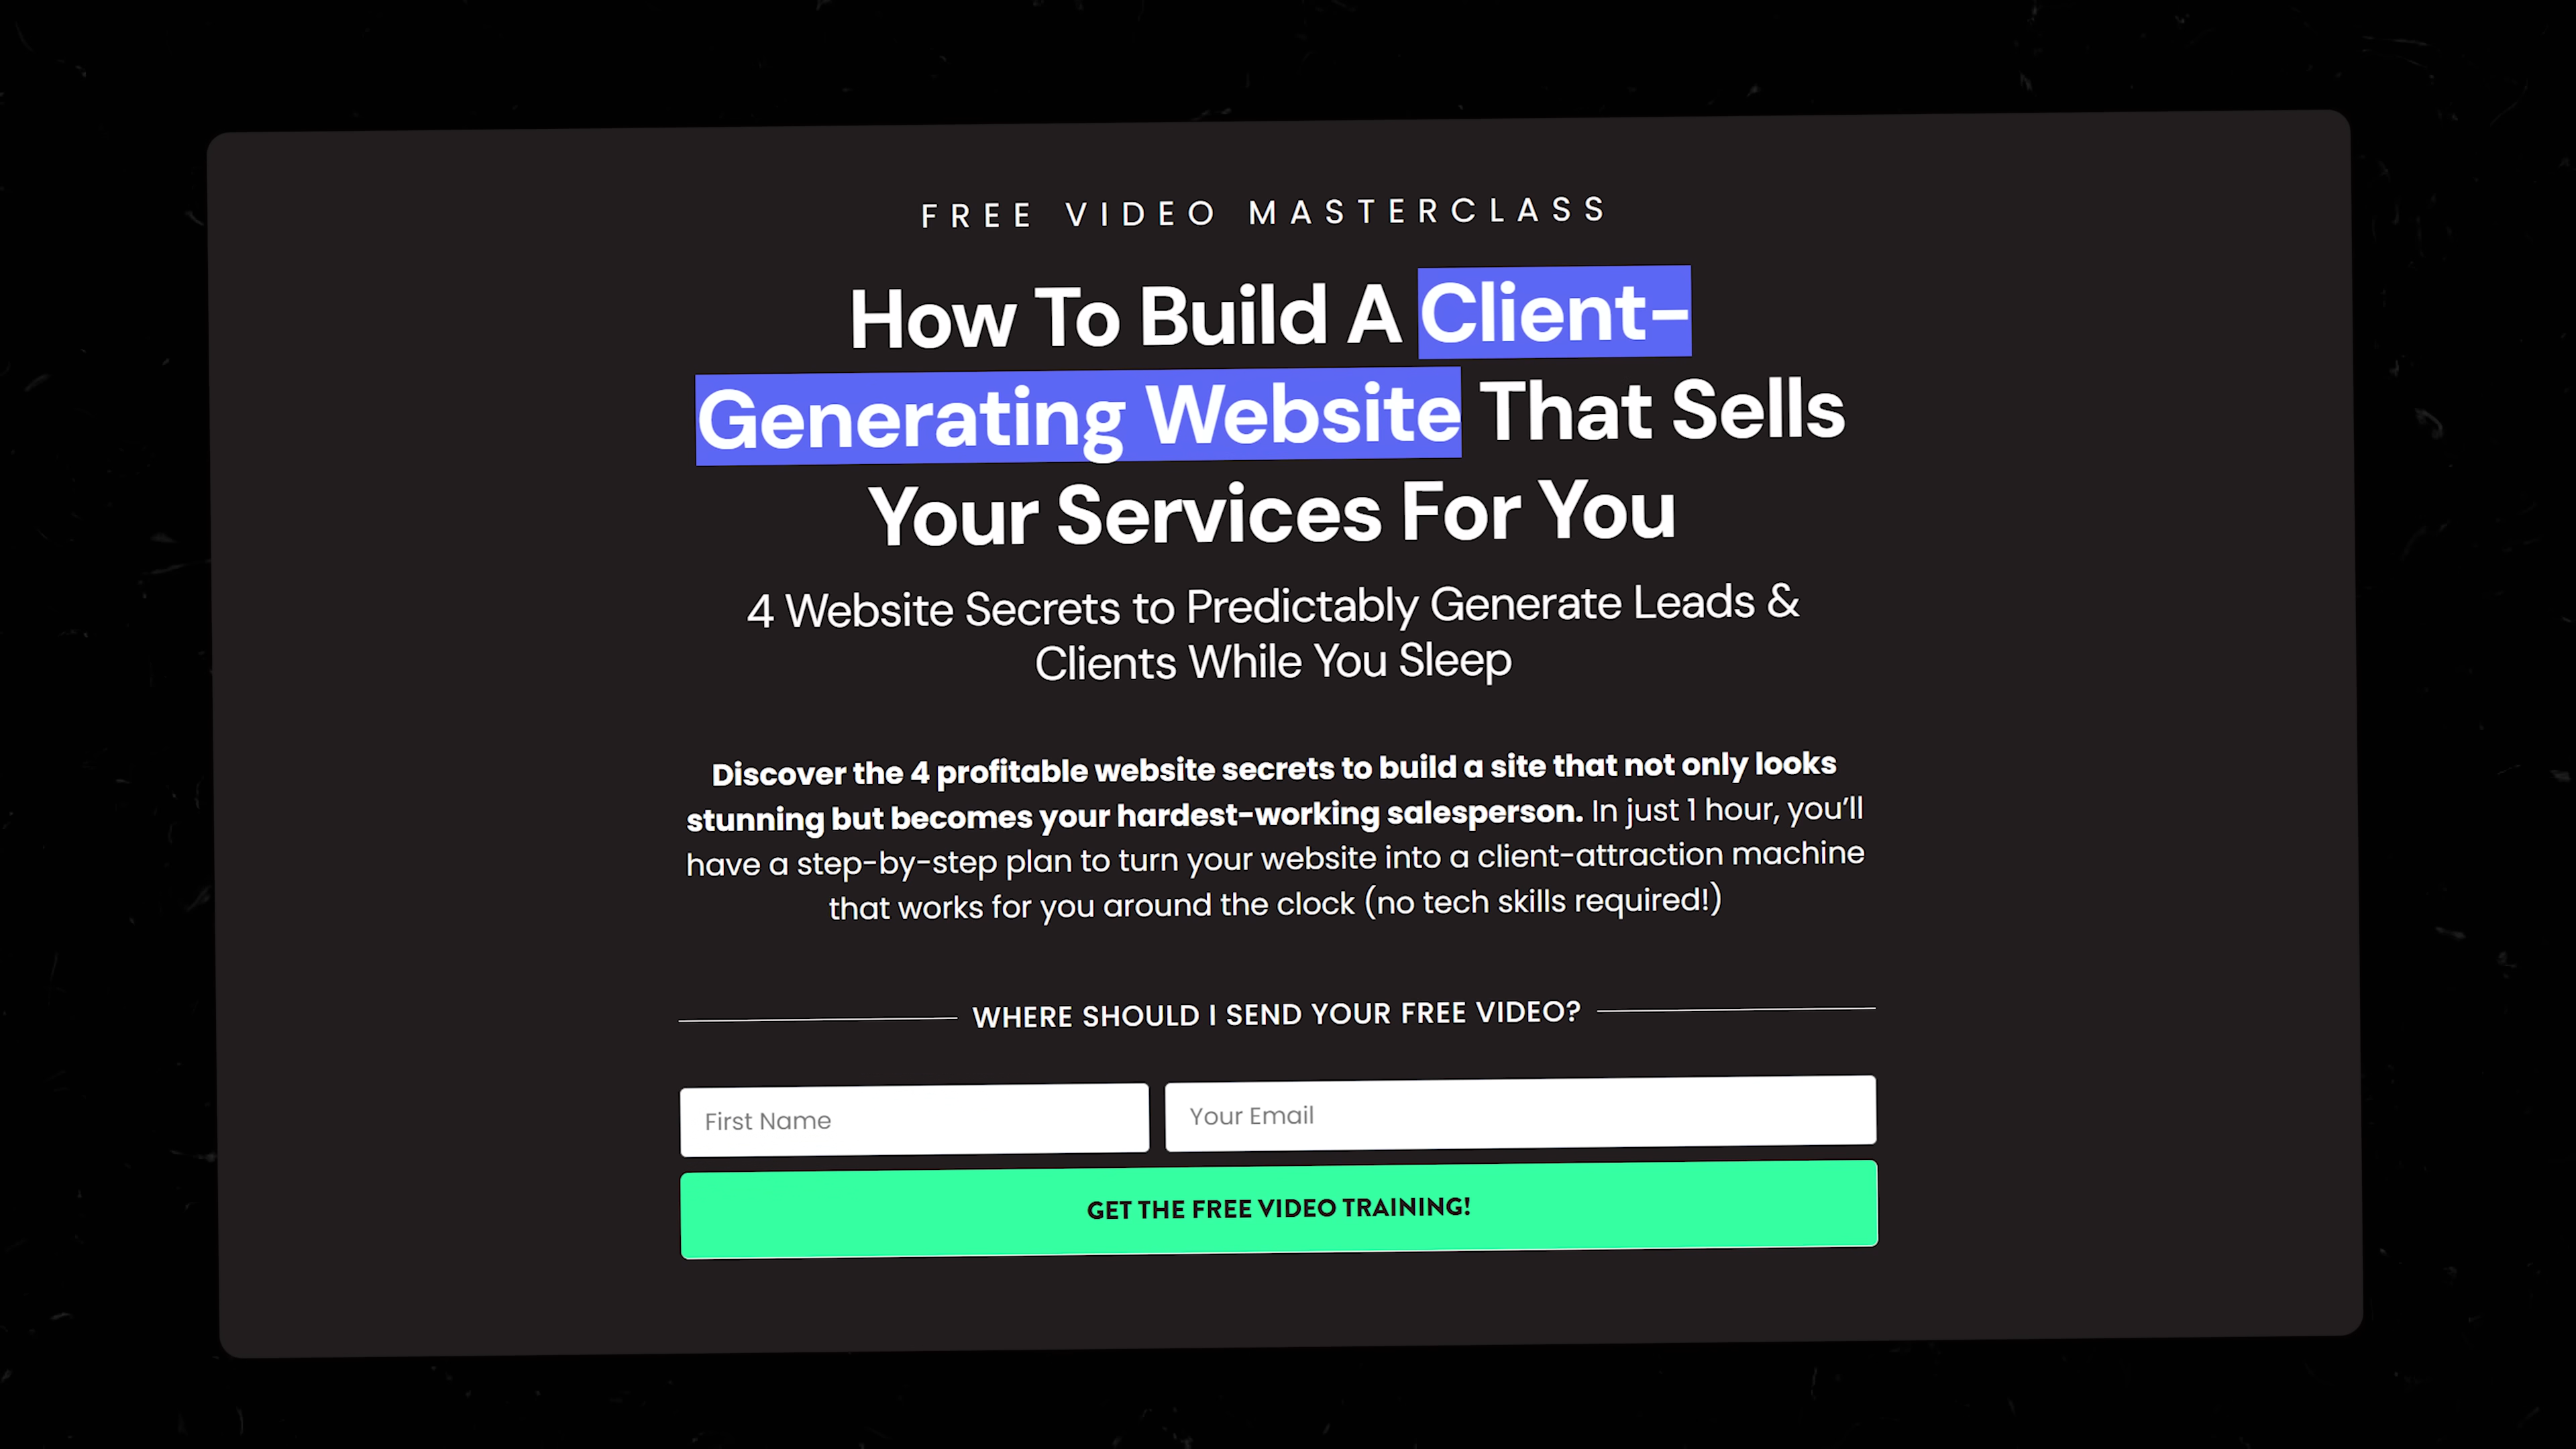 FREE VIDEO MASTERCLASS
How To Build A Client-
Generating Website That Sells
Your Services For You
4 Website Secrets to Predictably Generate Leads &
Clients While You Sleep
Discover the 4 profitable website secrets to build a site that not only looks
stunning but becomes your hardest-working salesperson. In just 1 hour, you’ll
have a step-by-step plan to turn your website into a client-attraction machine
that works for you around the clock (no tech skills required!)
WHERE SHOULD I SEND YOUR FREE VIDEO?
First Name
Your Email
GET THE FREE VIDEO TRAINING!